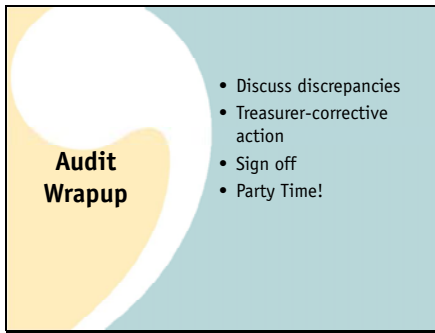 Audit
Wrapup
• Discuss discrepancies
• Treasurer-corrective
action
• Sign off
• Party Time!